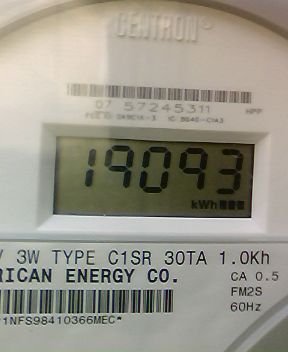 CENTRON®
07 57245311
HPP
19093
kWh
3W TYPE C1SR 30TA 1.0Kh
RICAN ENERGY CO.
CA 0.5
FM2S
60Hz
1NFS98410366MEC*